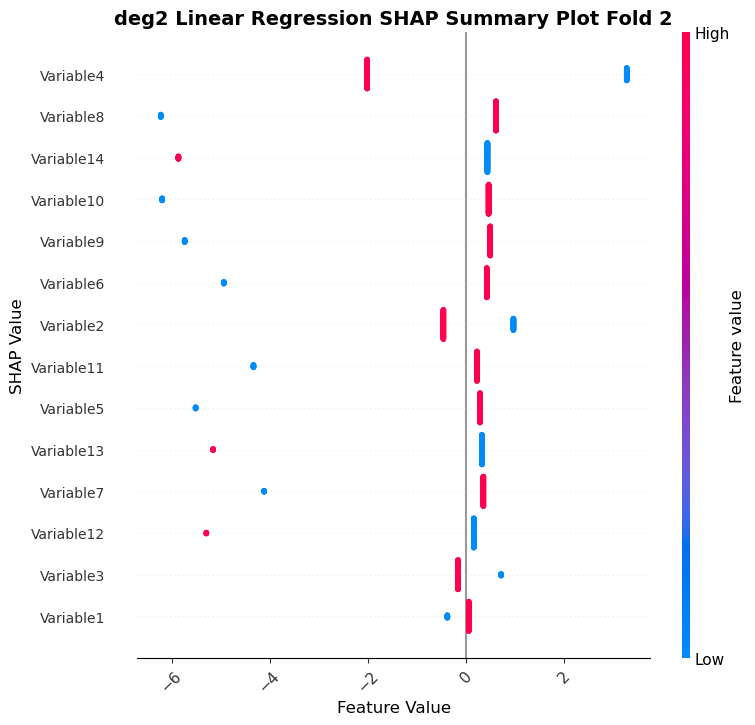 deg2 Linear Regression SHAP Summary Plot Fold 2
High
Variable4
Variable8
Variable14
Variable10
Variable9
Variable6
Variable2
Variable11
Variable5
Variable13
Variable7
Variable12
Variable3
Variable1
SHAP Value
Feature value
Low
−6
−4
−2
0
2
Feature Value